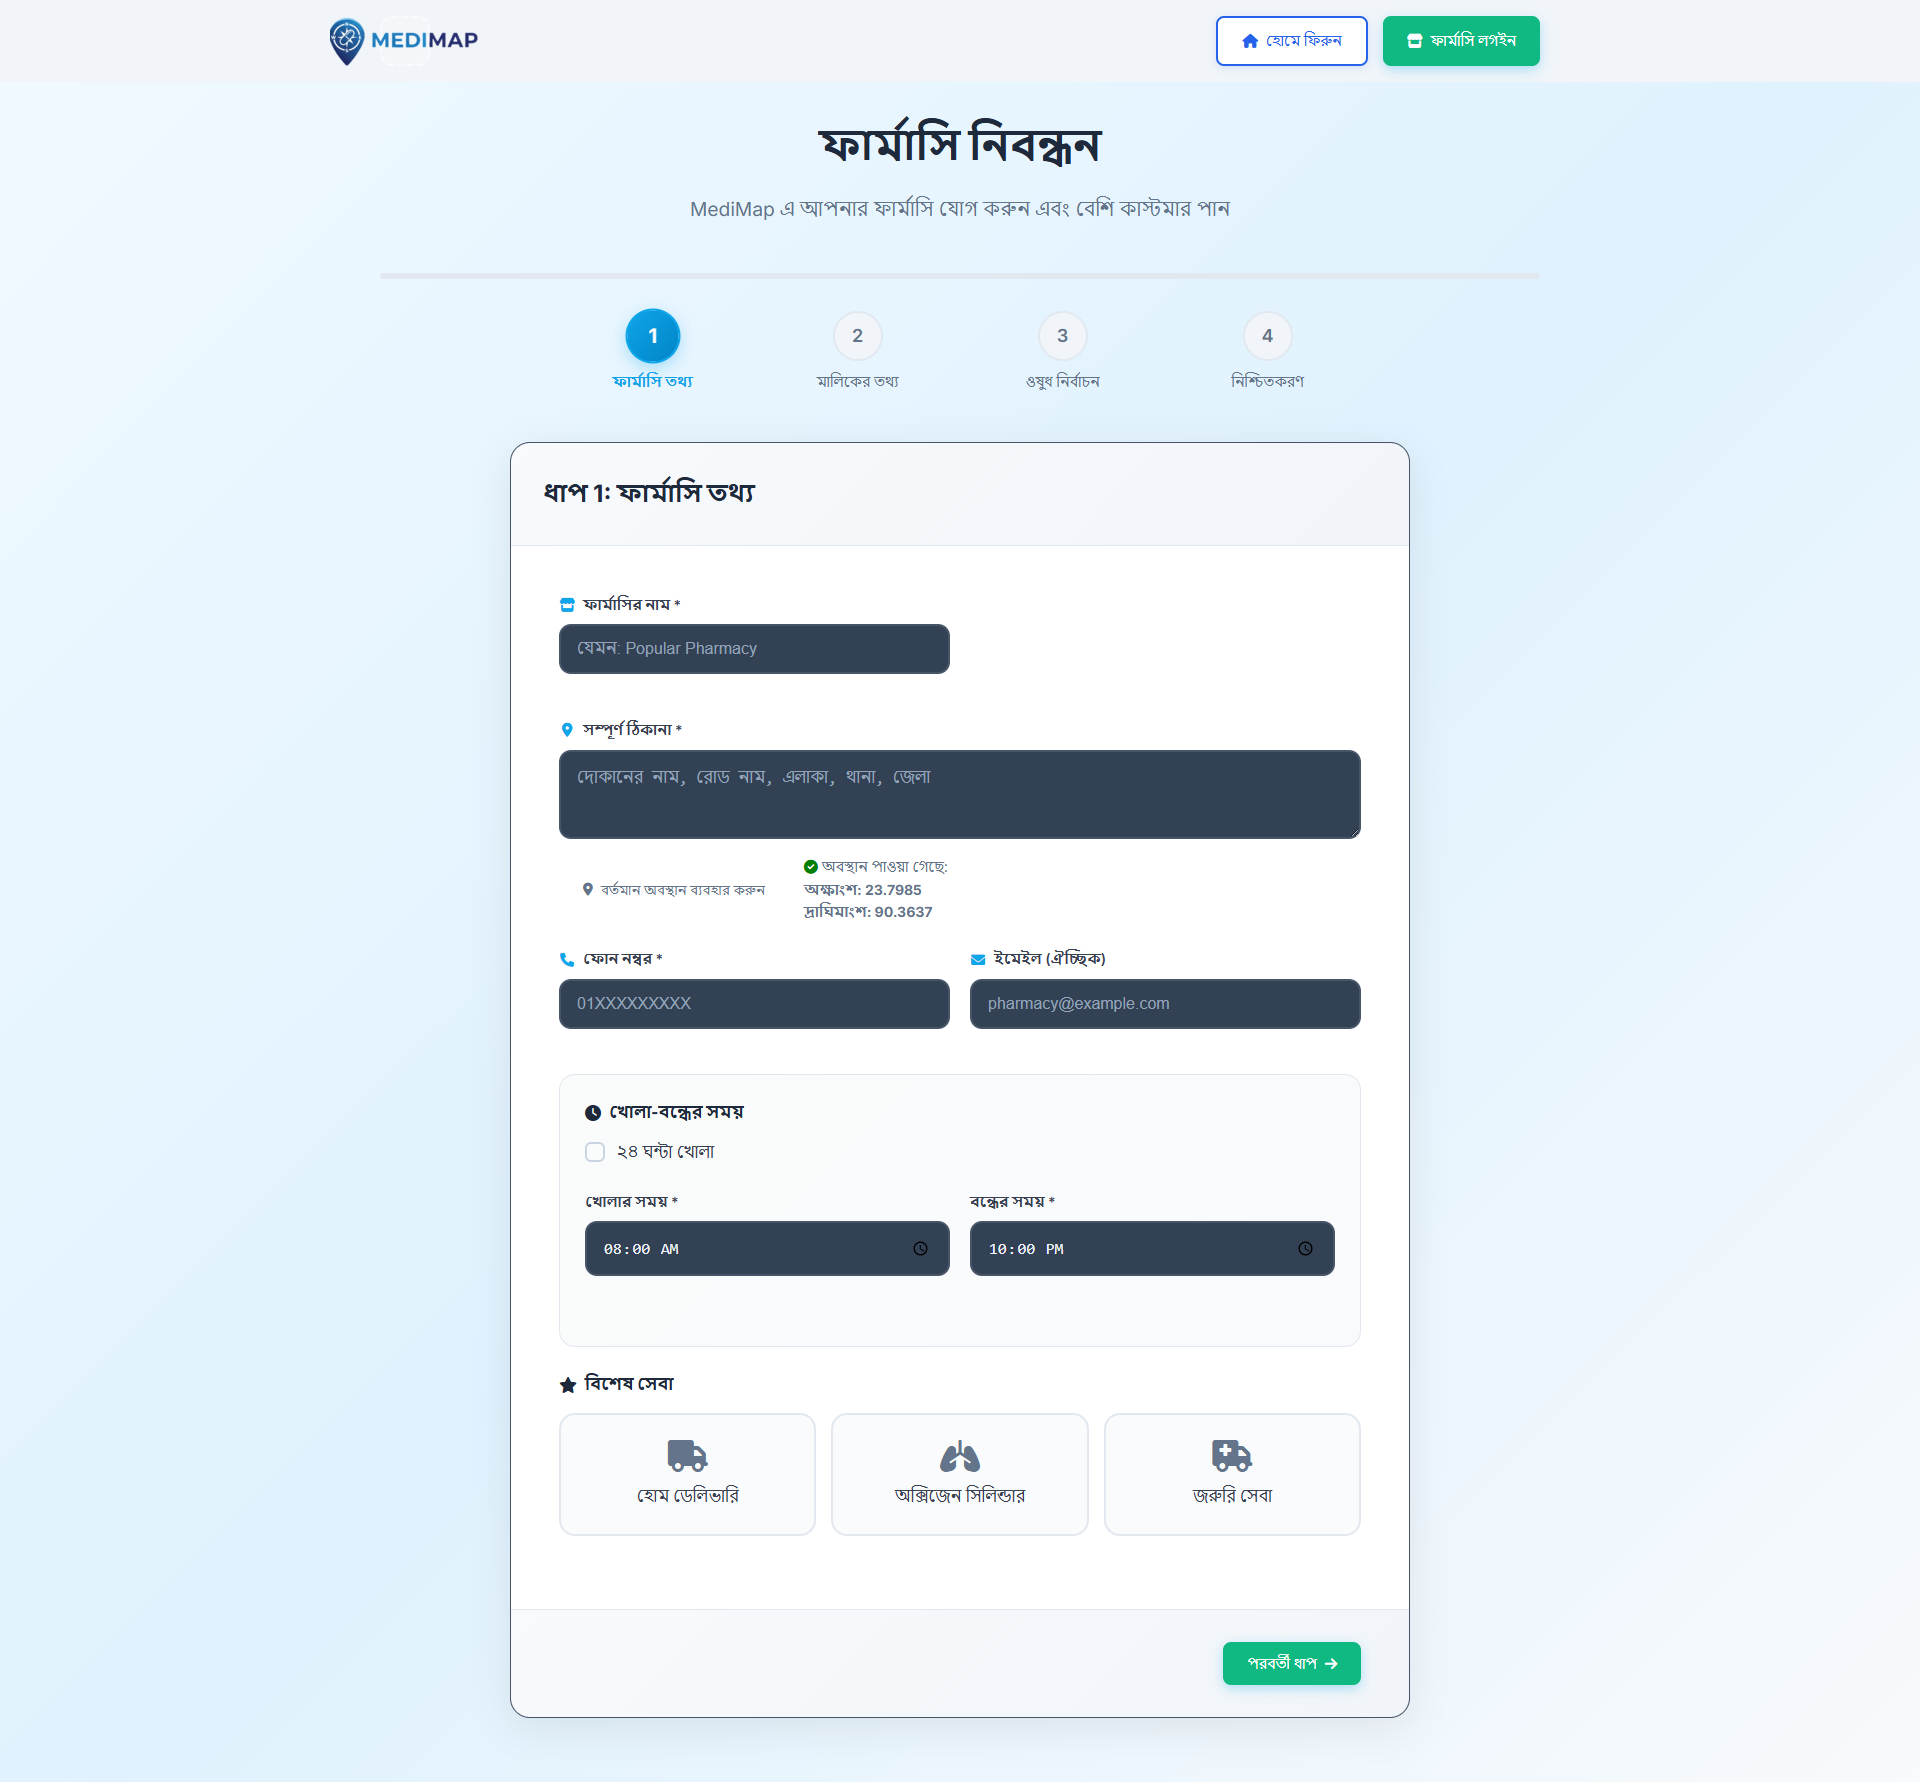 MEDIMAP
হোমে ফিরুন
ফার্মাসি লগইন
ফার্মাসি নিবন্ধন
MediMap এ আপনার ফার্মাসি যোগ করুন এবং বেশি কাস্টমার পান
1
2
3
4
ফার্মাসি তথ্য
মালিকের তথ্য
ওষুধ নির্বাচন
নিশ্চিতকরণ
ধাপ 1: ফার্মাসি তথ্য
ফার্মাসির নাম *
যেমন: Popular Pharmacy
সম্পূর্ণ ঠিকানা *
দোকানের নাম, রোড নাম, এলাকা, থানা, জেলা
বর্তমান অবস্থান ব্যবহার করুন
অবস্থান পাওয়া গেছে:
অক্ষাংশ: 23.7985
দ্রাঘিমাংশ: 90.3637
ফোন নম্বর *
ইমেইল (ঐচ্ছিক)
01XXXXXXXXX
pharmacy@example.com
খোলা-বন্ধের সময়
২৪ ঘন্টা খোলা
খোলার সময় *
বন্ধের সময় *
08:00 AM
10:00 PM
বিশেষ সেবা
হোম ডেলিভারি
অক্সিজেন সিলিন্ডার
জরুরি সেবা
পরবর্তী ধাপ